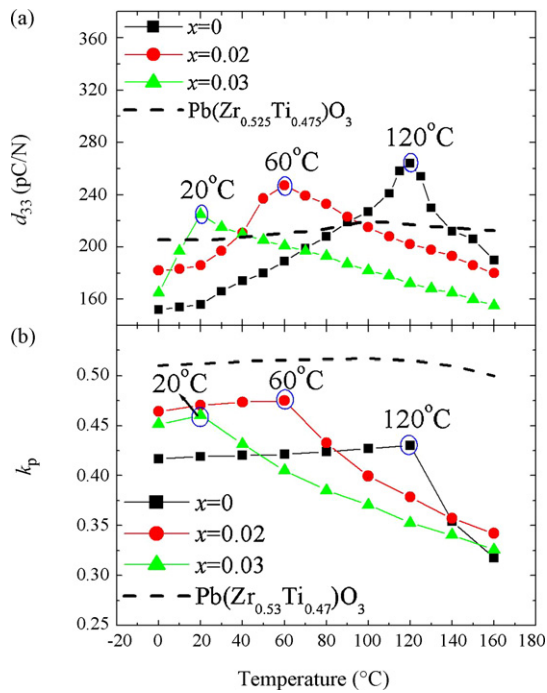 (a)
360
320
280
240
200
160
d₃₃ (pC/N)
x=0
x=0.02
x=0.03
Pb(Zr₀.₅₂₅Ti₀.₄₇₅)O₃
120°C
60°C
20°C
(b)
0.50
0.45
0.40
0.35
0.30
0.25
kₚ
20°C
60°C
120°C
x=0
x=0.02
x=0.03
Pb(Zr₀.₅₃Ti₀.₄₇)O₃
-20 0 20 40 60 80 100 120 140 160 180
Temperature (°C)